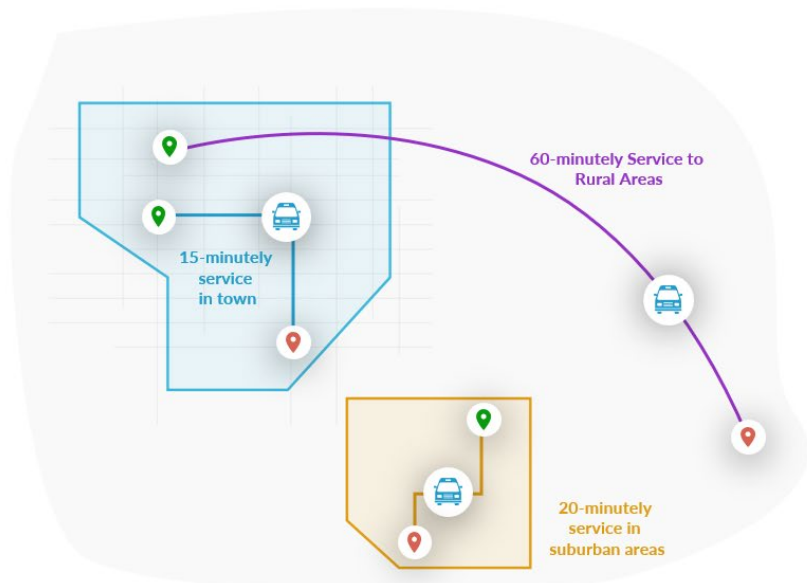 60-minutely Service to
Rural Areas
15-minutely
service
in town
20-minutely
service in
suburban areas